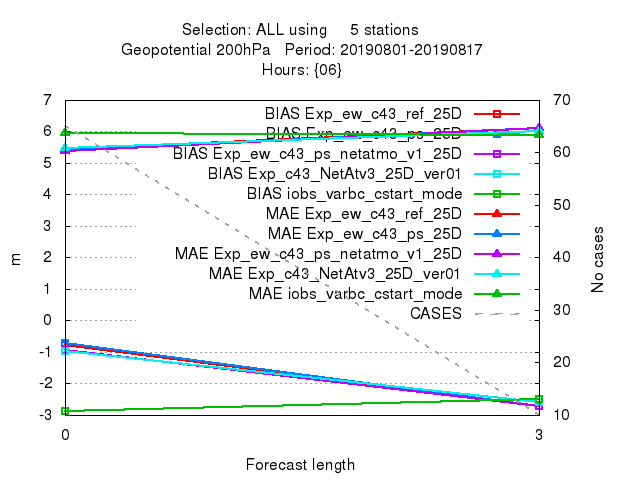 Selection: ALL using 5 stations
Geopotential 200hPa Period: 20190801-20190817
Hours: {06}
7
6
5
4
3
2
1
0
-1
-2
-3
m
70
60
50
40
30
20
10
No cases
BIAS Exp_ew_c43_ref_25D
BIAS Exp_ew_c43_ps_25D
BIAS Exp_ew_c43_ps_netatmo_v1_25D
BIAS Exp_c43_NetAtv3_25D_ver01
BIAS iobs_varbc_cstart_mode
MAE Exp_ew_c43_ref_25D
MAE Exp_ew_c43_ps_25D
MAE Exp_ew_c43_ps_netatmo_v1_25D
MAE Exp_c43_NetAtv3_25D_ver01
MAE iobs_varbc_cstart_mode
CASES
0 3
Forecast length